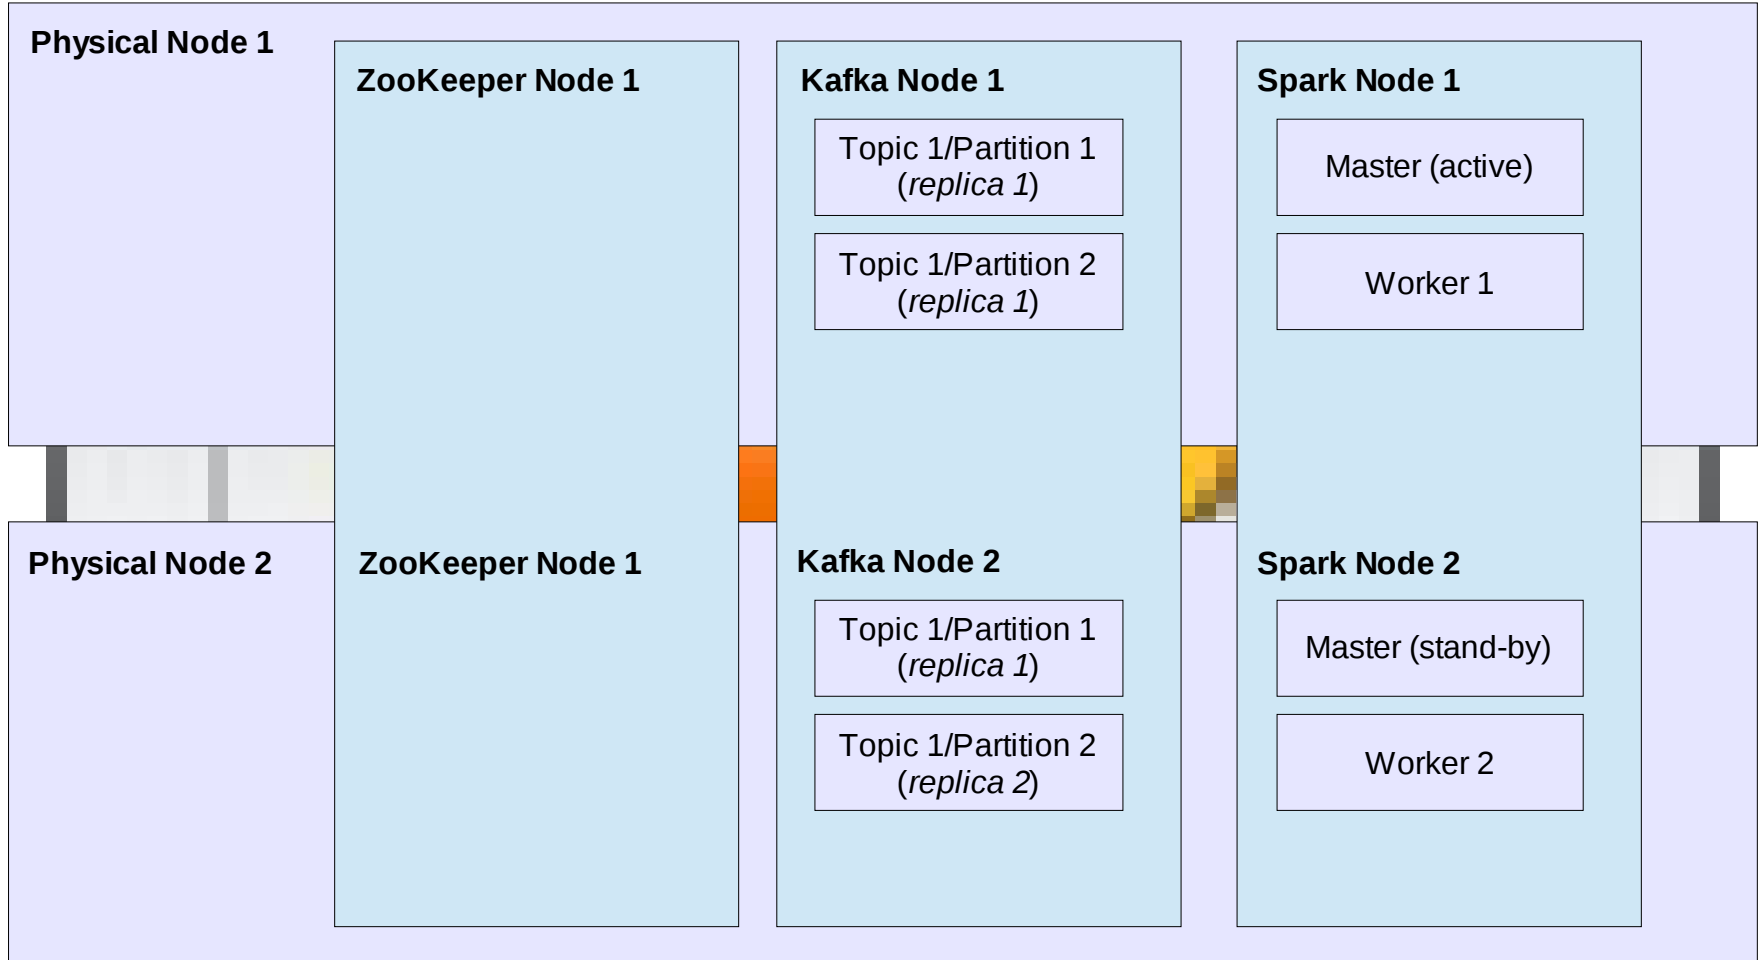 Physical Node 1
ZooKeeper Node 1
Kafka Node 1
Spark Node 1
Topic 1/Partition 1
(replica 1)
Master (active)
Topic 1/Partition 2
(replica 1)
Worker 1
Physical Node 2
ZooKeeper Node 1
Kafka Node 2
Spark Node 2
Topic 1/Partition 1
(replica 1)
Master (stand-by)
Topic 1/Partition 2
(replica 2)
Worker 2